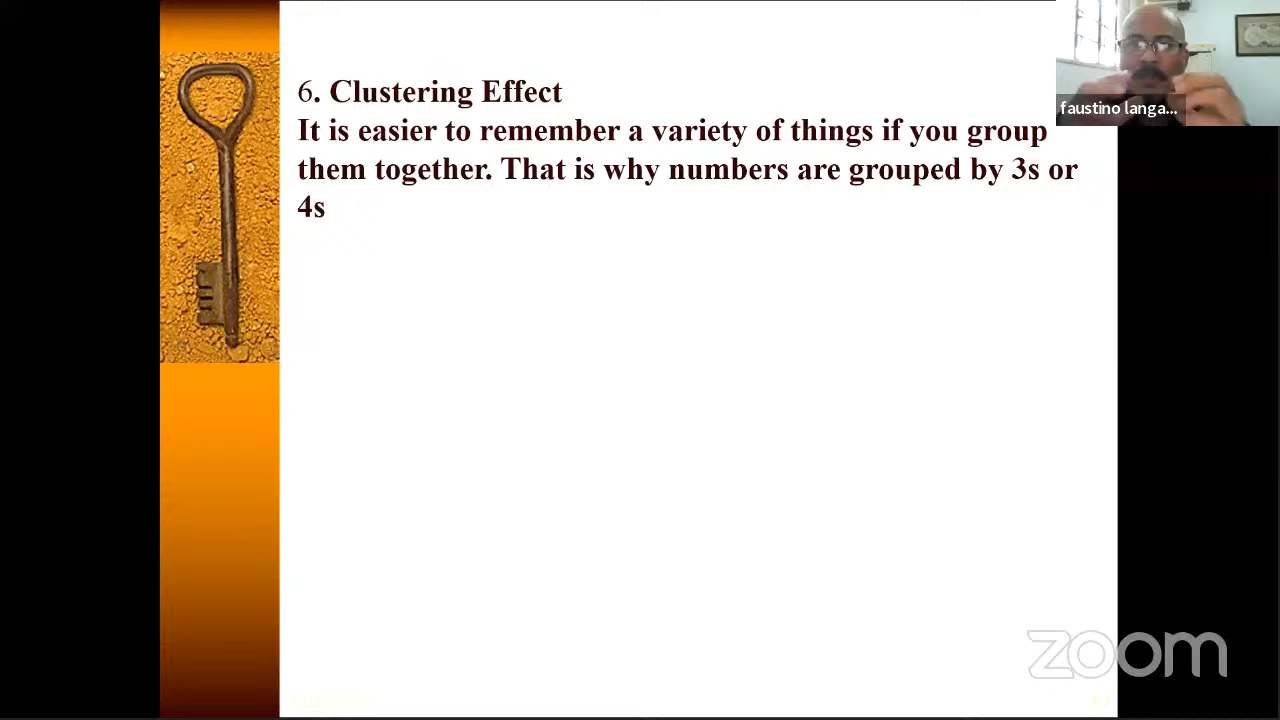 6. Clustering Effect
It is easier to remember a variety of things if you group
them together. That is why numbers are grouped by 3s or
4s
faustino langa...
zoom